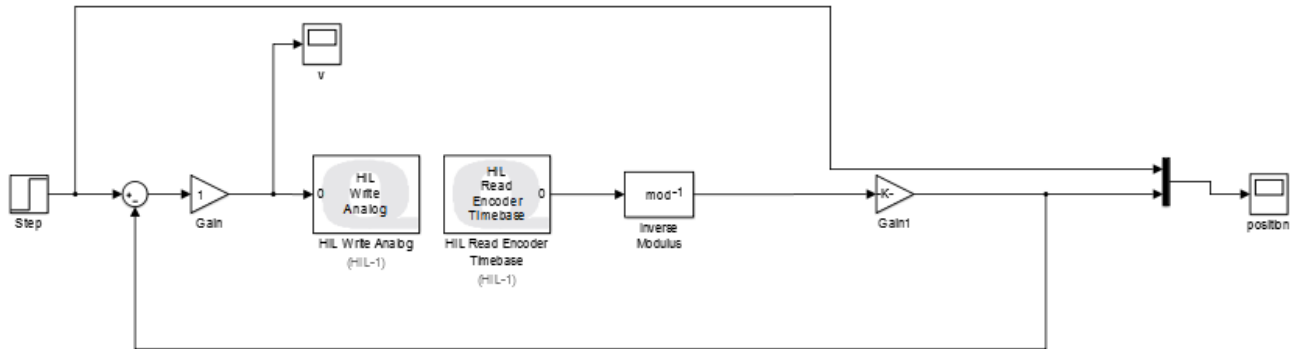 v
Step
+
-
1
Gain
0
HIL
Write
Analog
HIL Write Analog
(HIL-1)
HIL
Read
Encoder
Timebase
0
HIL Read Encoder
Timebase
(HIL-1)
mod-1
Inverse
Modulus
-K-
Gain1
position